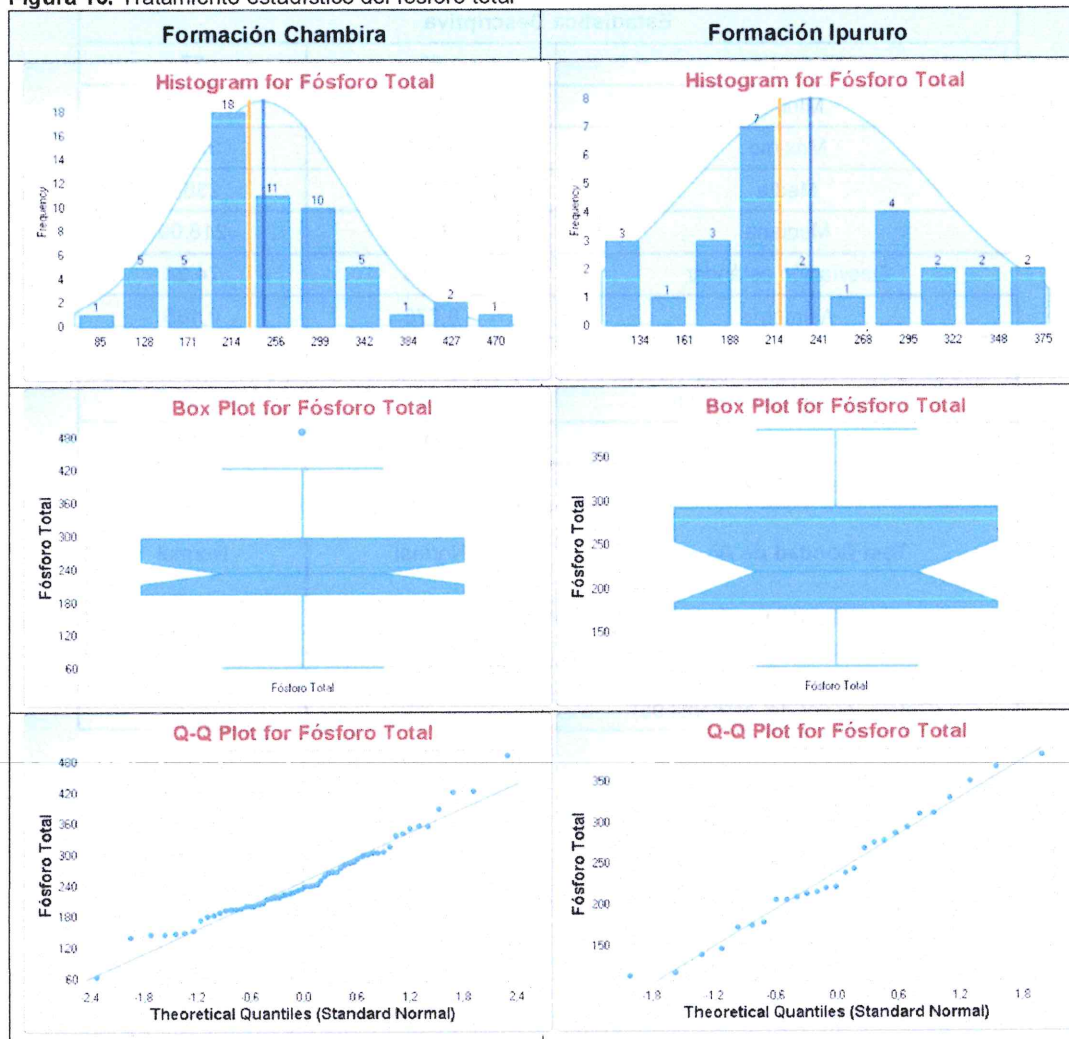 Figura 10. Tratamiento estadístico del fósforo total
Formación Chambira
Formación Ipururo
Histogram for Fósforo Total
Frequency
18
16
14
12
10
8
6
4
2
0
1
5
5
18
11
10
5
1
2
1
85 128 171 214 256 299 342 384 427 470
Histogram for Fósforo Total
Frequency
8
7
6
5
4
3
2
1
0
3
1
3
7
2
1
4
2
2
2
134 161 188 214 241 268 295 322 348 375
Box Plot for Fósforo Total
Fósforo Total
480
420
360
300
240
180
120
60
Fósforo Total
Box Plot for Fósforo Total
Fósforo Total
350
300
250
200
150
Fósforo Total
Q-Q Plot for Fósforo Total
Fósforo Total
480
420
360
300
240
180
120
60
2.4 -1,8 -1.2 -0.6 0.0 0.6 1.2 1,8 2.4
Theoretical Quantiles (Standard Normal)
Q-Q Plot for Fósforo Total
Fósforo Total
350
300
250
200
150
-1,8 -1.2 -0.6 0.0 0.6 1.2 1.8
Theoretical Quantiles (Standard Normal)